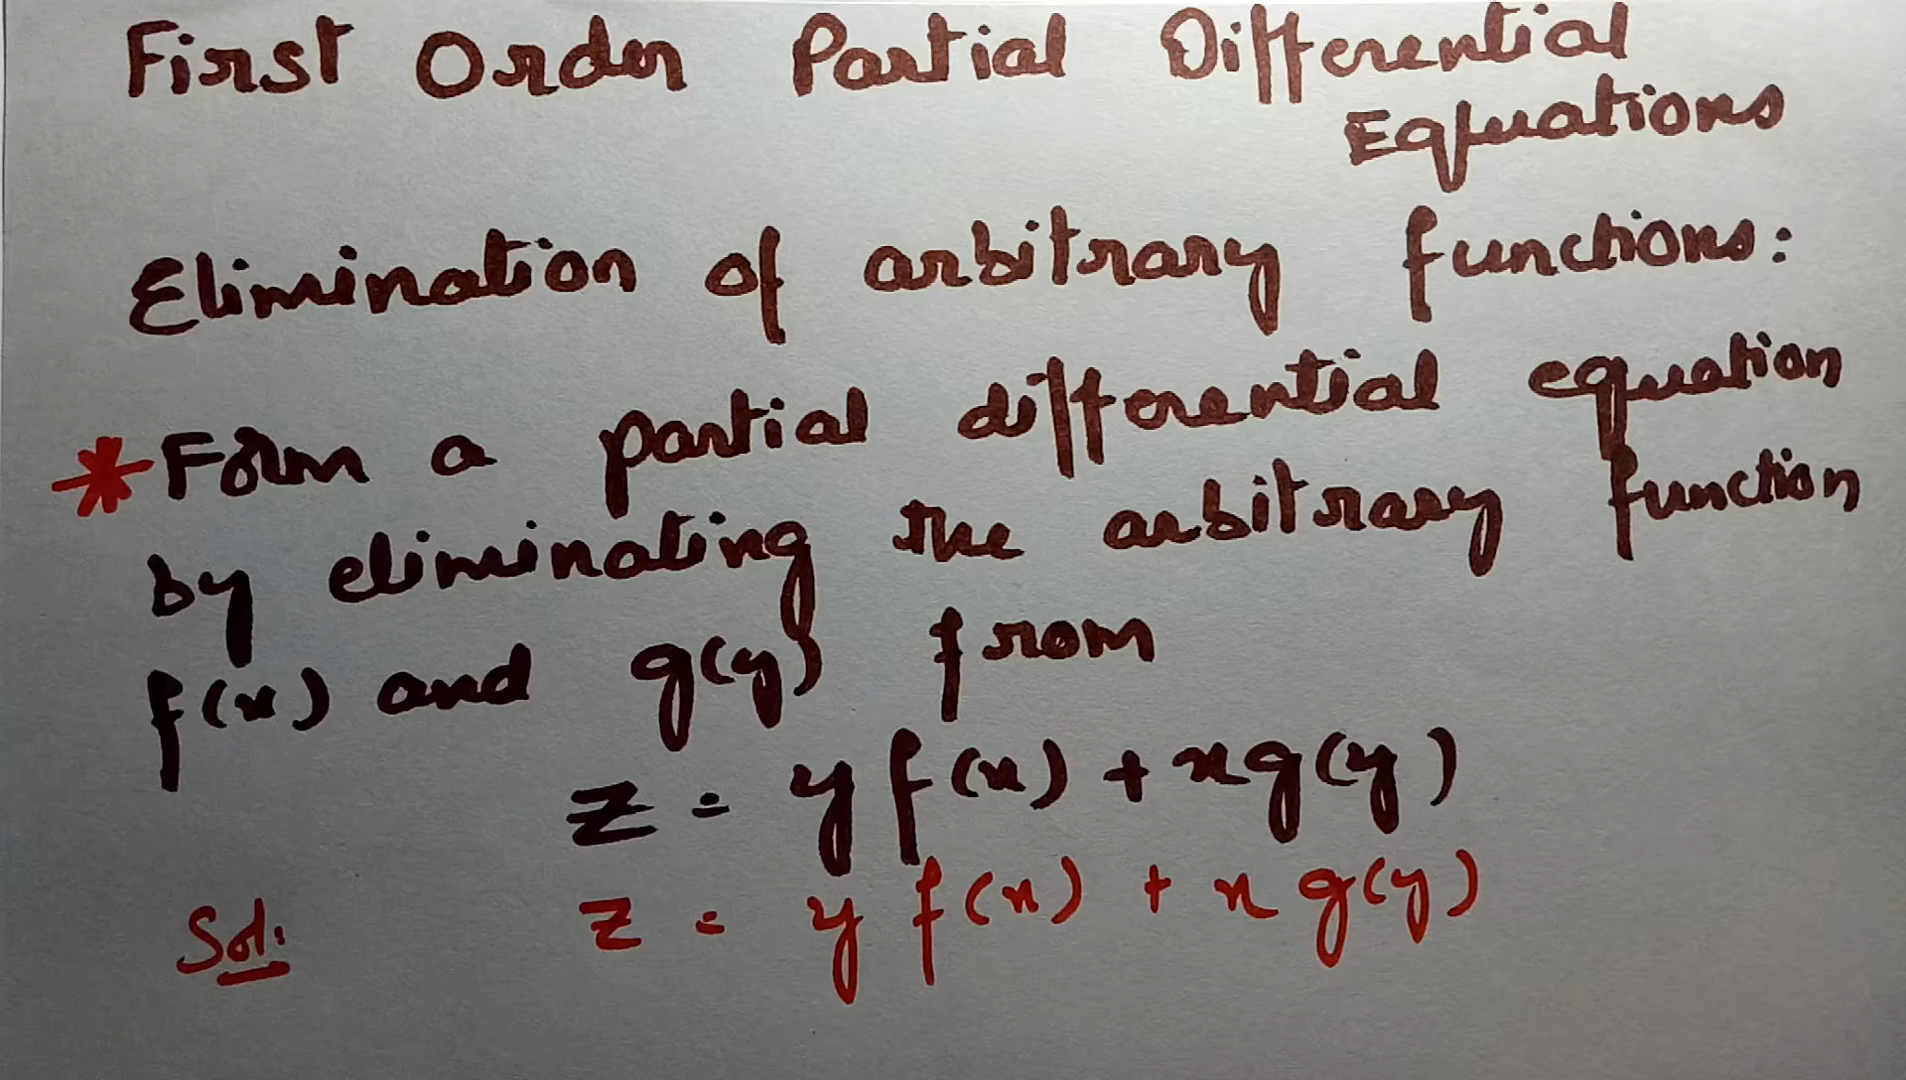 First Order Partial Differential
Equations
Elimination of arbitrary functions:
* Form a partial differential equation
by eliminating the arbitrary function
f(x) and g(y) from
z = y f(x) + x g(y)
Sol: z = y f(x) + x g(y)